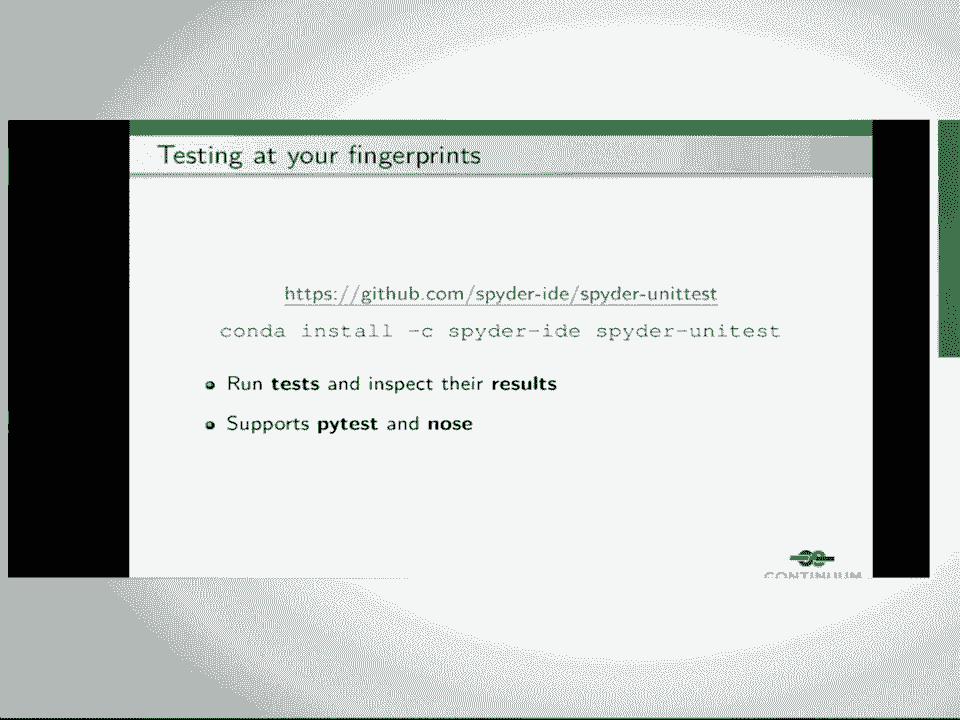 Testing at your fingerprints
https://github.com/spyder-ide/spyder-unittest
conda install -c spyder-ide spyder-unitest
Run tests and inspect their results
Supports pytest and nose
CONTINUUM